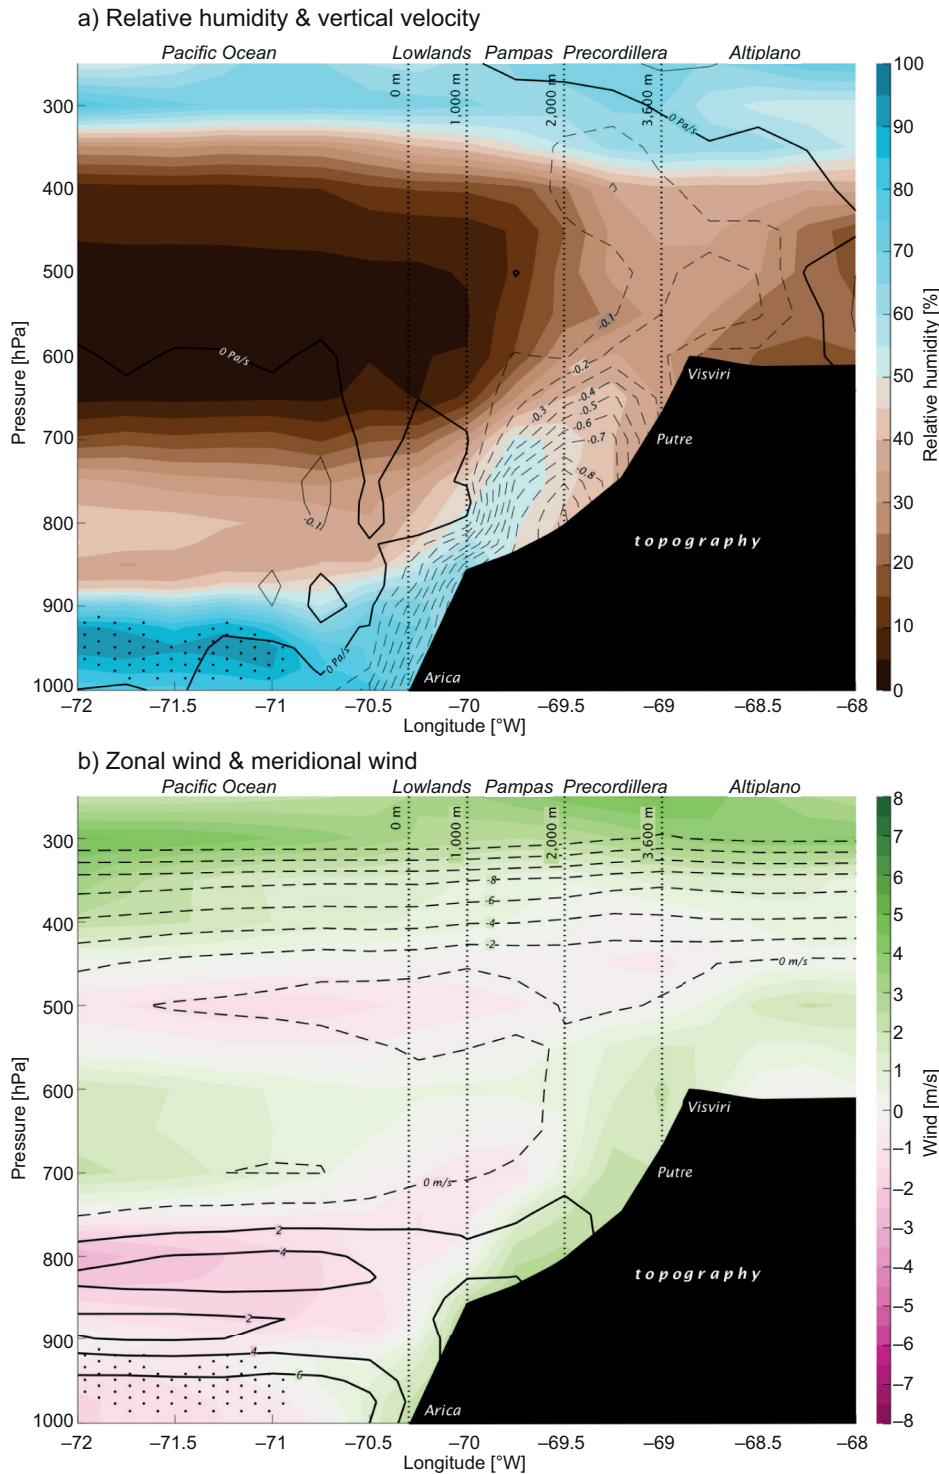 a) Relative humidity & vertical velocity
Pacific Ocean Lowlands Pampas Precordillera Altiplano
0 m
1,000 m
2,000 m
3,600 m
0 Pa/s
0 Pa/s
0 Pa/s
-0.1
-0.1
-0.2
-0.3
-0.4
-0.5
-0.6
-0.7
-0.8
Visviri
Putre
topography
Arica
300
400
500
600
700
800
900
1000
Pressure [hPa]
–72 –71.5 –71 –70.5 –70 –69.5 –69 –68.5 –68
Longitude [°W]
100
90
80
70
60
50
40
30
20
10
0
Relative humidity [%]
b) Zonal wind & meridional wind
Pacific Ocean Lowlands Pampas Precordillera Altiplano
0 m
1,000 m
2,000 m
3,600 m
-8
-6
-4
-2
0 m/s
0 m/s
2
4
2
4
6
Visviri
Putre
topography
Arica
300
400
500
600
700
800
900
1000
Pressure [hPa]
–72 –71.5 –71 –70.5 –70 –69.5 –69 –68.5 –68
Longitude [°W]
8
7
6
5
4
3
2
1
0
–1
–2
–3
–4
–5
–6
–7
–8
Wind [m/s]